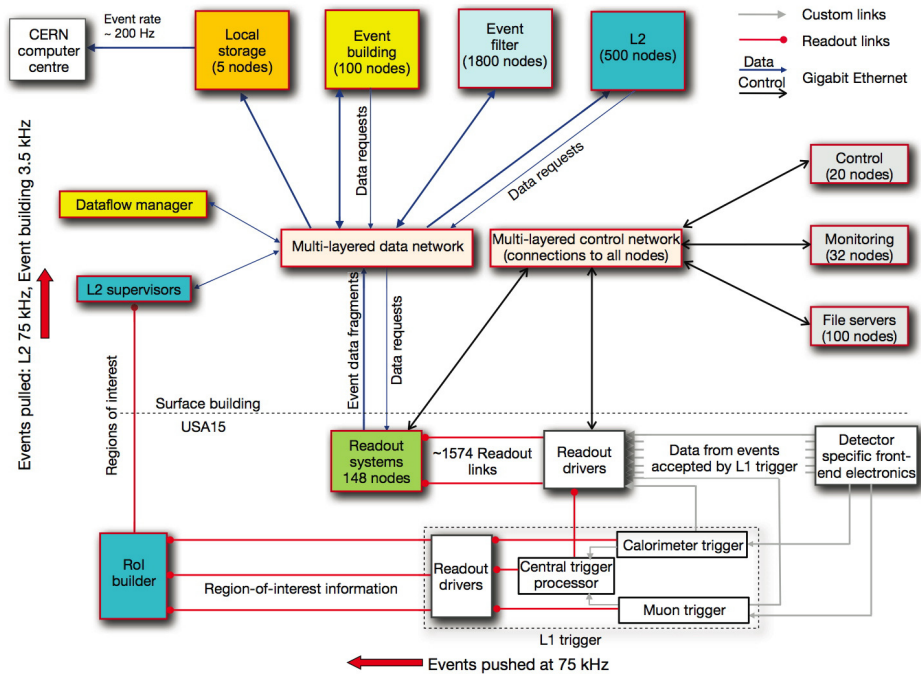 Event rate
~ 200 Hz
CERN
computer
centre
Local
storage
(5 nodes)
Event
building
(100 nodes)
Event
filter
(1800 nodes)
L2
(500 nodes)
Custom links
Readout links
Data
Control
Gigabit Ethernet
Data requests
Data requests
Control
(20 nodes)
Dataflow manager
Multi-layered data network
Multi-layered control network
(connections to all nodes)
Monitoring
(32 nodes)
L2 supervisors
File servers
(100 nodes)
Events pulled: L2 75 kHz, Event building 3.5 kHz
Regions of interest
Event data fragments
Data requests
Surface building
USA15
Readout
systems
148 nodes
~1574 Readout
links
Readout
drivers
Data from events
accepted by L1 trigger
Detector
specific front-
end electronics
RoI
builder
Region-of-interest information
Readout
drivers
Central trigger
processor
Calorimeter trigger
Muon trigger
L1 trigger
Events pushed at 75 kHz